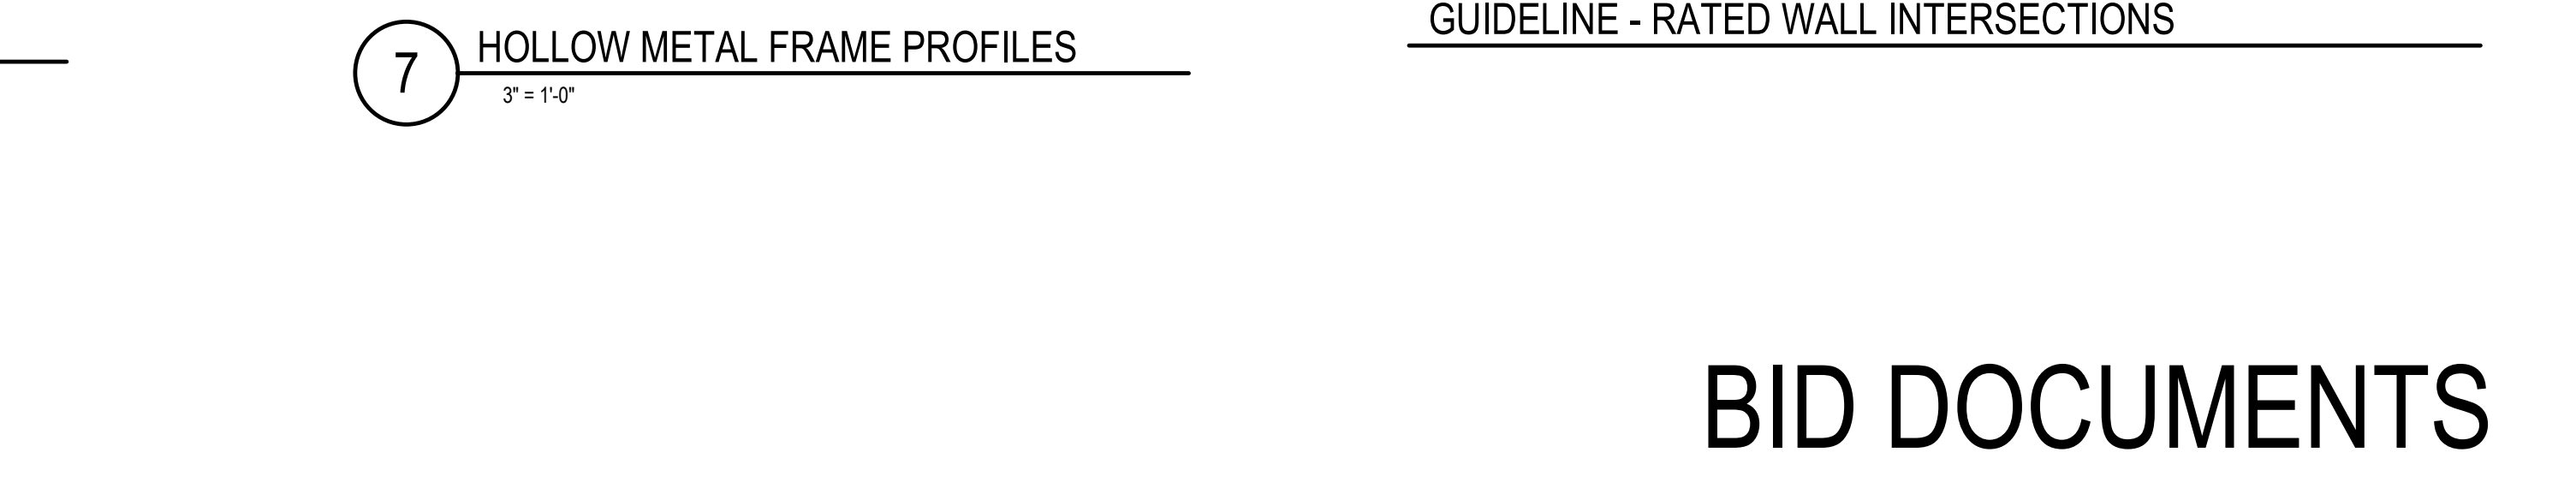 7
HOLLOW METAL FRAME PROFILES
3" = 1'-0"
GUIDELINE - RATED WALL INTERSECTIONS
BID DOCUMENTS